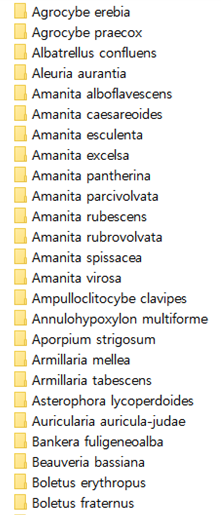 Agrocybe erebia
Agrocybe praecox
Albatrellus confluens
Aleuria aurantia
Amanita alboflavescens
Amanita caesareoides
Amanita esculenta
Amanita excelsa
Amanita pantherina
Amanita parcivolvata
Amanita rubescens
Amanita rubrovolvata
Amanita spissacea
Amanita virosa
Ampulloclitocybe clavipes
Annulohypoxylon multiforme
Aporpium strigosum
Armillaria mellea
Armillaria tabescens
Asterophora lycoperdoides
Auricularia auricula-judae
Bankera fuligeneoalba
Beauveria bassiana
Boletus erythropus
Boletus fraternus